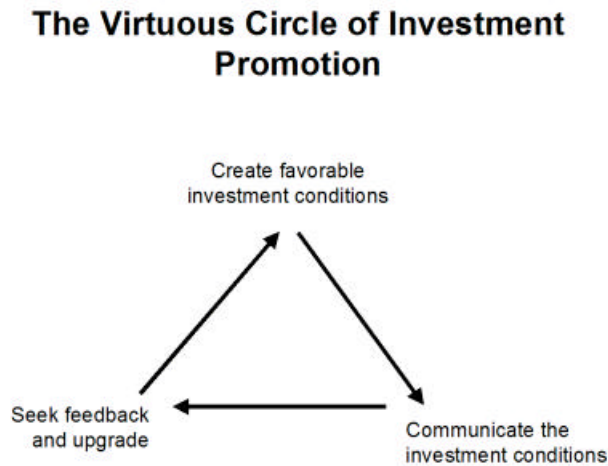 The Virtuous Circle of Investment
Promotion
Create favorable
investment conditions
Seek feedback
and upgrade
Communicate the
investment conditions